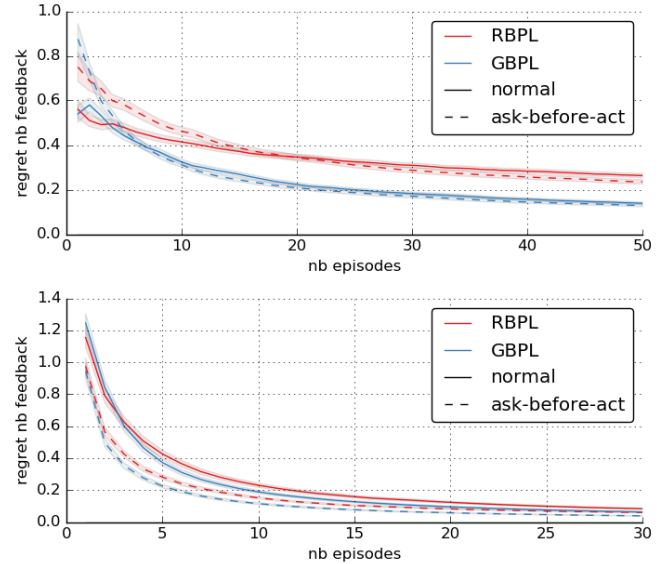 1.0
0.8
0.6
0.4
0.2
0.0
regret nb feedback
RBPL
GBPL
normal
ask-before-act
0 10 20 30 40 50
nb episodes
1.4
1.2
1.0
0.8
0.6
0.4
0.2
0.0
regret nb feedback
RBPL
GBPL
normal
ask-before-act
0 5 10 15 20 25 30
nb episodes